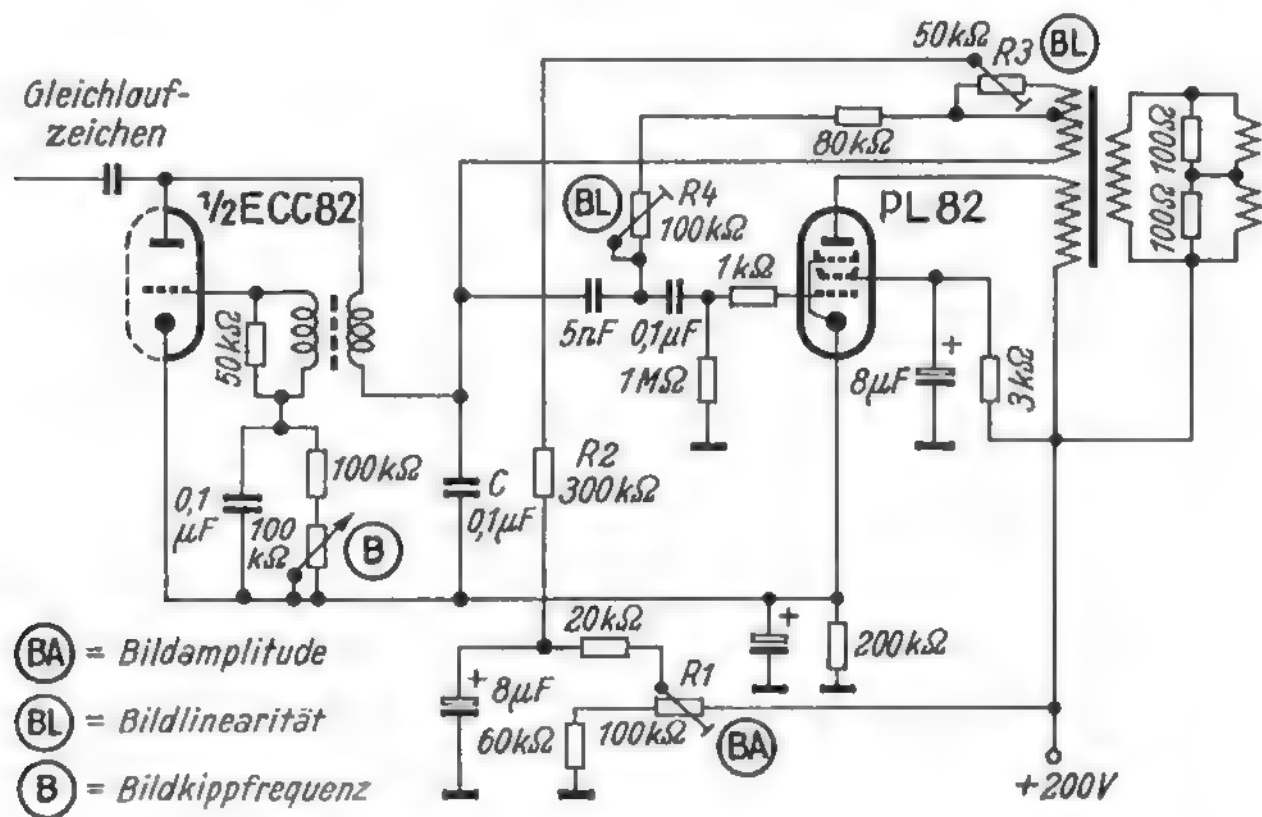 50kΩ
R3
BL
Gleichlauf-
zeichen
80kΩ
100Ω
100Ω
½ECC82
BL
R4
100kΩ
PL82
1kΩ
50kΩ
5nF
0,1µF
1MΩ
8µF
+
3kΩ
100kΩ
R2
300kΩ
C
0,1µF
0,1
µF
100
kΩ
B
+
20kΩ
200kΩ
BA = Bildamplitude
R1
+
8µF
BL = Bildlinearität
60kΩ
100kΩ
BA
B = Bildkippfrequenz
+200V